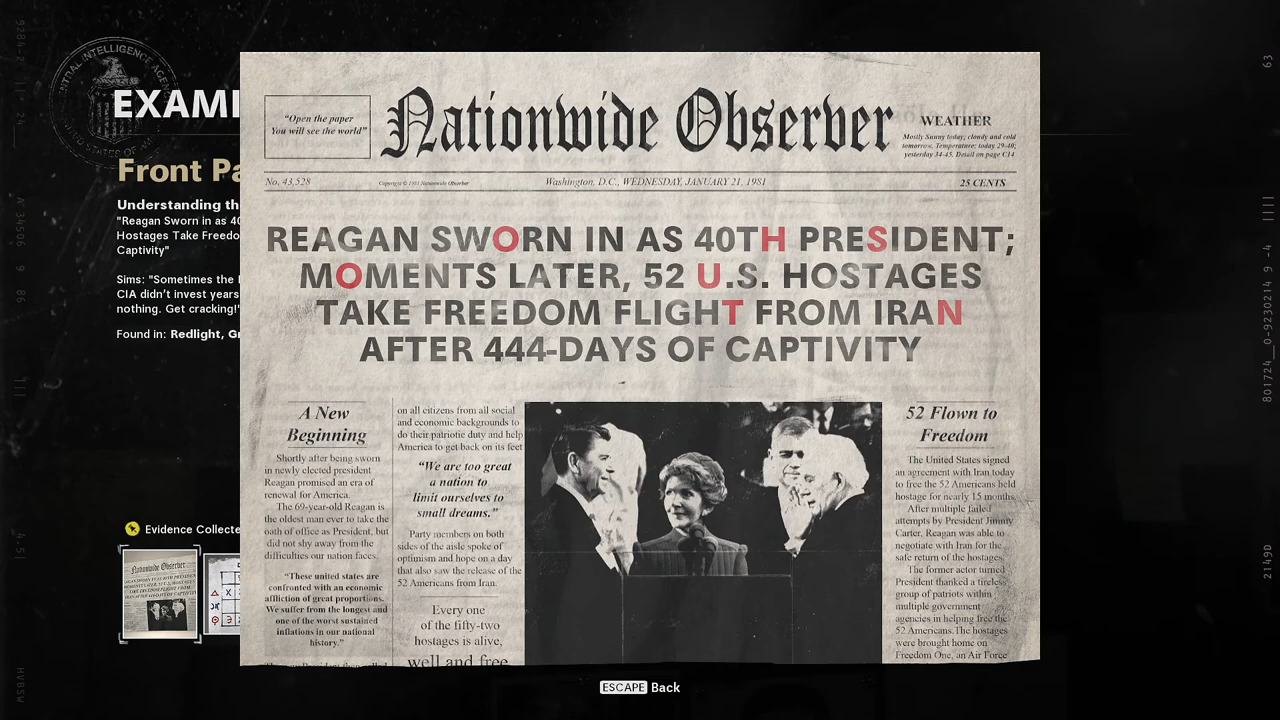 CENTRAL INTELLIGENCE AGE
EXAMI
Front Pa
Understanding th
"Reagan Sworn in as 40
Hostages Take Freedo
Captivity"
Sims: "Sometimes the
CIA didn't invest years
nothing. Get cracking!"
Found in: Redlight, Gr
Evidence Collecte
"Open the paper
You will see the world"
Nationwide Observer
WEATHER
Mostly Sunny today; cloudy and cold
tomorrow. Temperature: today 29-40;
yesterday 34-45. Detail on page C14
No. 43,528
Copyright © 1981 Nationwide Observer
Washington, D.C., WEDNESDAY, JANUARY 21, 1981
25 CENTS
REAGAN SWORN IN AS 40TH PRESIDENT;
MOMENTS LATER, 52 U.S. HOSTAGES
TAKE FREEDOM FLIGHT FROM IRAN
AFTER 444-DAYS OF CAPTIVITY
A New
Beginning
Shortly after being sworn
in newly elected president
Reagan promised an era of
renewal for America.
The 69-year-old Reagan is
the oldest man ever to take the
oath of office as President, but
did not shy away from the
difficulties our nation faces.
"These united states are
confronted with an economic
affliction of great proportions.
We suffer from the longest and
one of the worst sustained
inflations in our national
history."
on all citizens from all social
and economic backgrounds to
do their patriotic duty and help
America to get back on its feet
"We are too great
a nation to
limit ourselves to
small dreams."
Party members on both
sides of the aisle spoke of
optimism and hope on a day
that also saw the release of the
52 Americans from Iran.
Every one
of the fifty-two
hostages is alive,
well and free
52 Flown to
Freedom
The United States signed
an agreement with Iran today
to free the 52 Americans held
hostage for nearly 15 months.
After multiple failed
attempts by President Jimmy
Carter, Reagan was able to
negotiate with Iran for the
safe return of the hostages.
The former actor turned
President thanked a tireless
group of patriots within
multiple government
agencies in helping free the
52 Americans. The hostages
were brought home on
Freedom One, an Air Force
63
801724__0-9230214 9 -4
2149D
HVBSW
ESCAPE Back